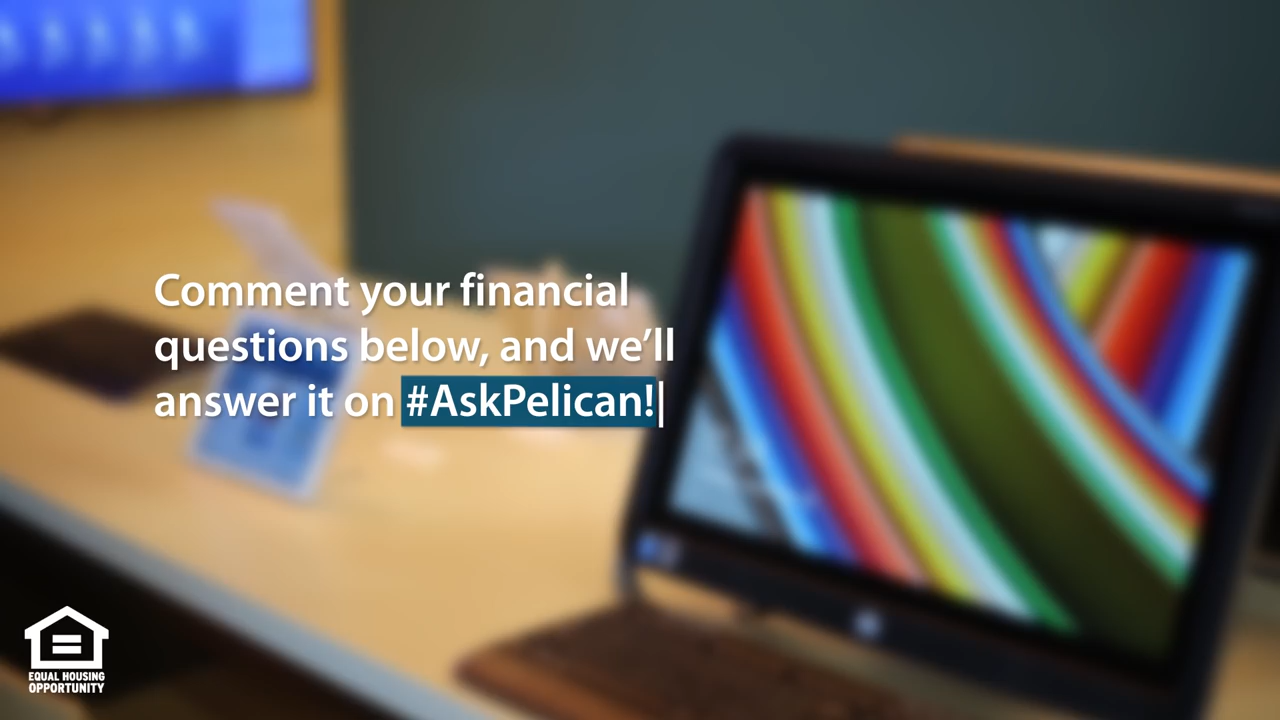 Comment your financial
questions below, and we’ll
answer it on #AskPelican!
EQUAL HOUSING
OPPORTUNITY